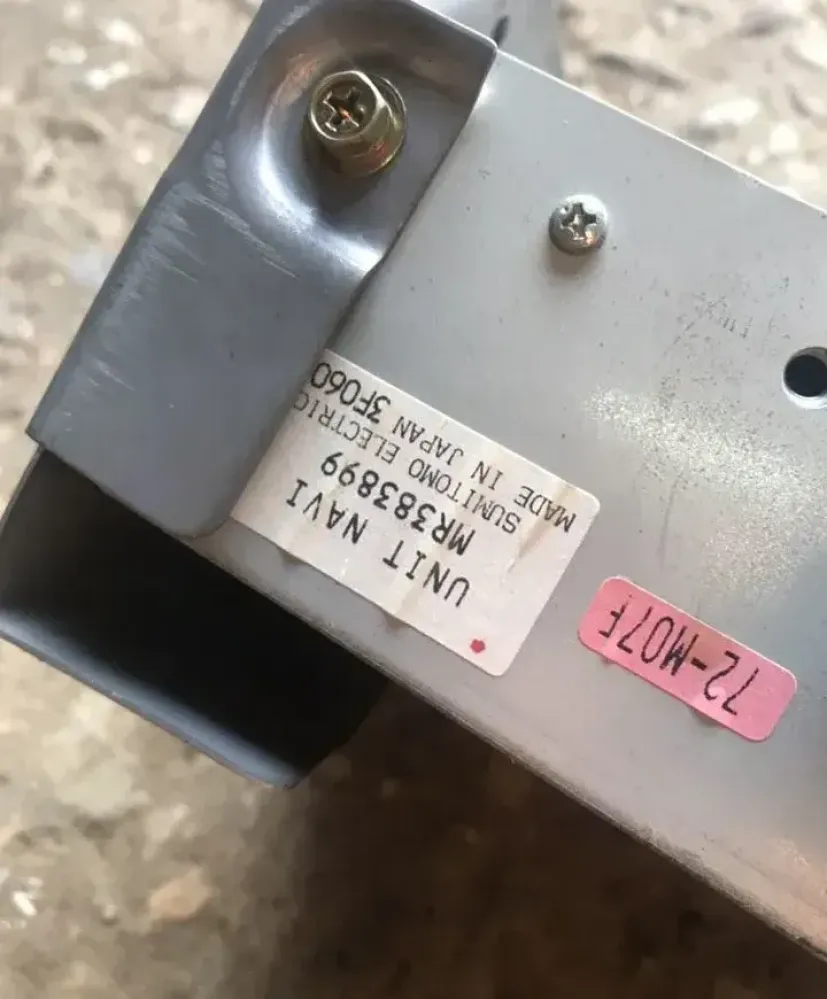 UNIT NAVI
MR383899
SUMITOMO ELECTRIC
MADE IN JAPAN 3F060
72-M07F